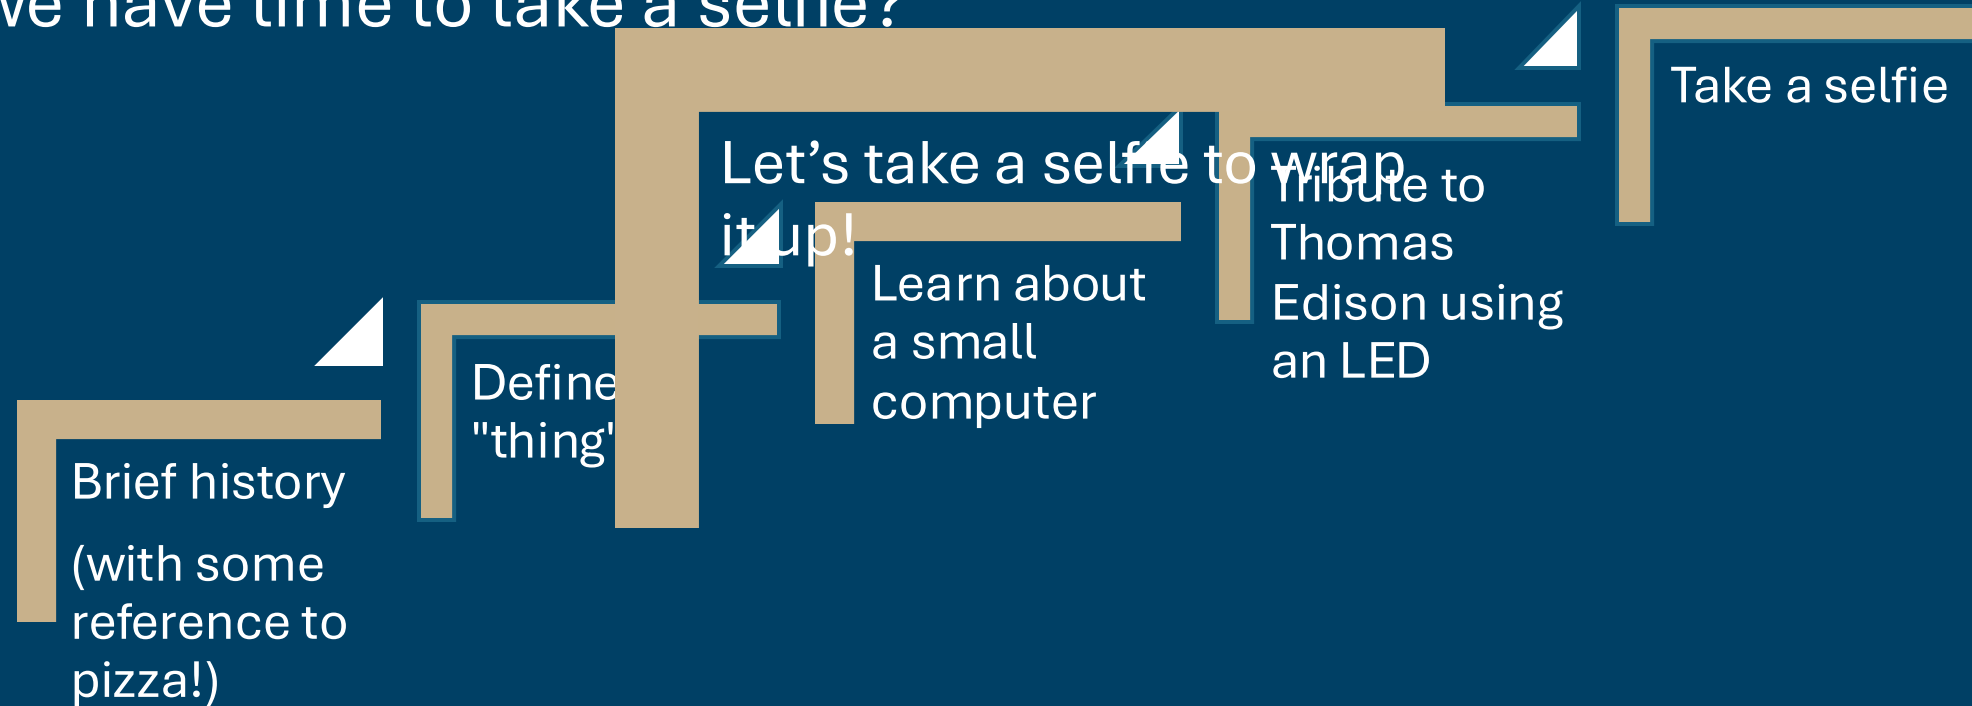 we have time to take a selfie?
Take a selfie
Let’s take a selfie to wrap
it up!
Tribute to
Thomas
Edison using
an LED
Learn about
a small
computer
Define
"thing"
Brief history
(with some
reference to
pizza!)